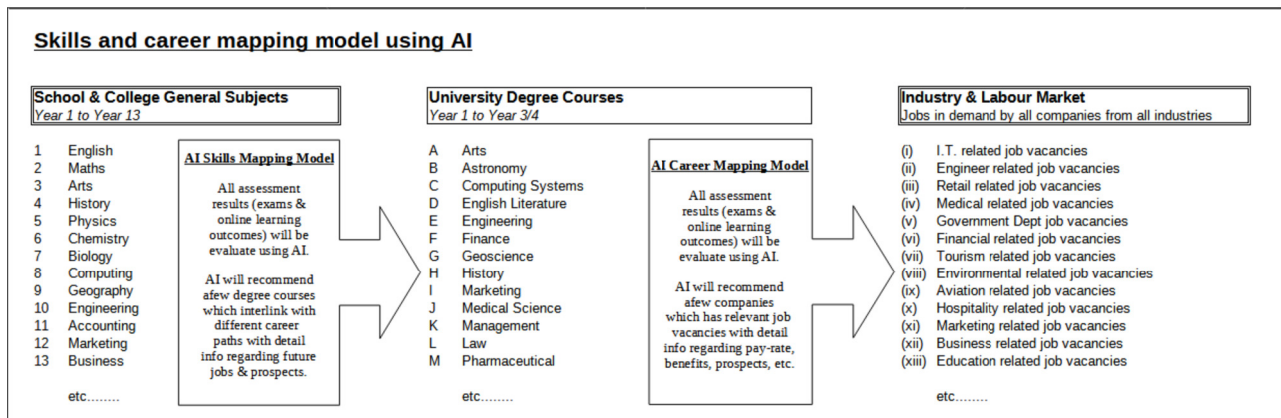 Skills and career mapping model using AI
School & College General Subjects
Year 1 to Year 13
1 English
2 Maths
3 Arts
4 History
5 Physics
6 Chemistry
7 Biology
8 Computing
9 Geography
10 Engineering
11 Accounting
12 Marketing
13 Business
etc........
AI Skills Mapping Model
All assessment
results (exams &
online learning
outcomes) will be
evaluate using AI.
AI will recommend
afew degree courses
which interlink with
different career
paths with detail
info regarding future
jobs & prospects.
University Degree Courses
Year 1 to Year 3/4
A Arts
B Astronomy
C Computing Systems
D English Literature
E Engineering
F Finance
G Geoscience
H History
I Marketing
J Medical Science
K Management
L Law
M Pharmaceutical
etc........
AI Career Mapping Model
All assessment
results (exams &
online learning
outcomes) will be
evaluate using AI.
AI will recommend
afew companies
which has relevant job
vacancies with detail
info regarding pay-rate,
benefits, prospects, etc.
Industry & Labour Market
Jobs in demand by all companies from all industries
(i) I.T. related job vacancies
(ii) Engineer related job vacancies
(iii) Retail related job vacancies
(iv) Medical related job vacancies
(v) Government Dept job vacancies
(vi) Financial related job vacancies
(vii) Tourism related job vacancies
(viii) Environmental related job vacancies
(ix) Aviation related job vacancies
(x) Hospitality related job vacancies
(xi) Marketing related job vacancies
(xii) Business related job vacancies
(xiii) Education related job vacancies
etc........